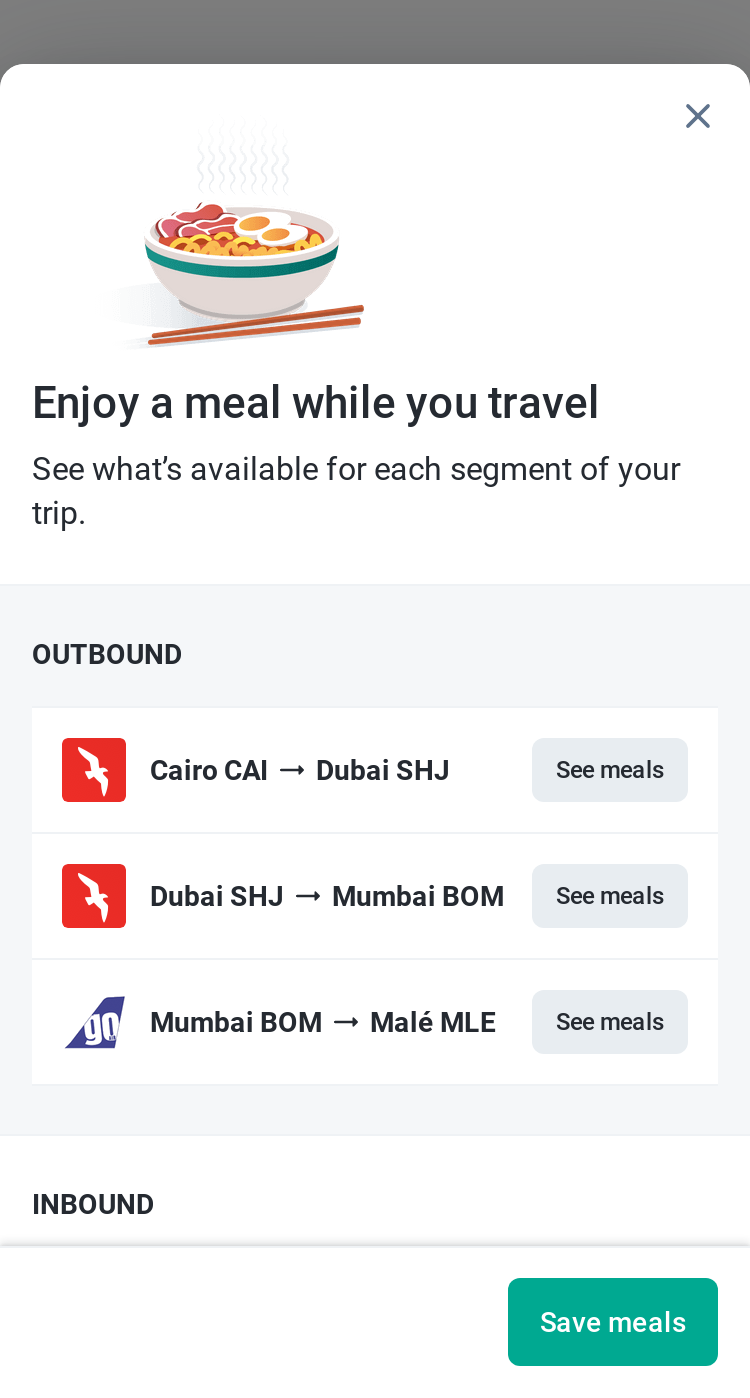 Enjoy a meal while you travel
See what’s available for each segment of your
trip.
OUTBOUND
Cairo CAI → Dubai SHJ
See meals
Dubai SHJ → Mumbai BOM
See meals
go
Mumbai BOM → Malé MLE
See meals
INBOUND
Save meals